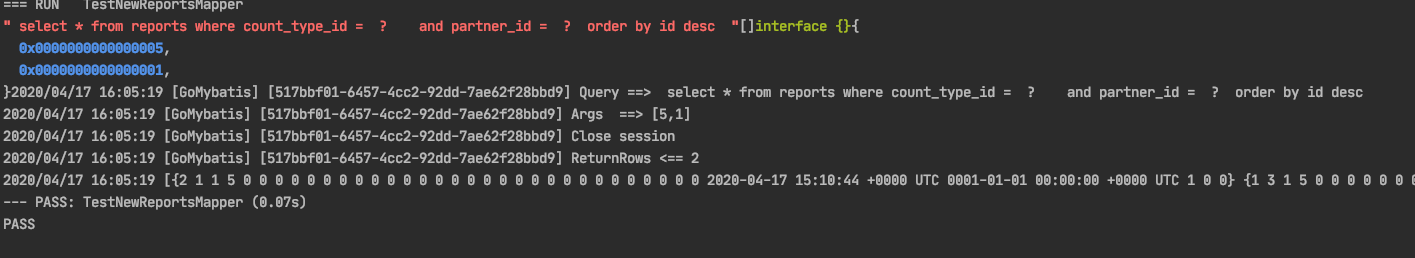 === RUN   TestNewReportsMapper
" select * from reports where count_type_id =  ?    and partner_id =  ?  order by id desc  "[]interface {}{
  0x0000000000000005,
  0x0000000000000001,
}2020/04/17 16:05:19 [GoMybatis] [517bbf01-6457-4cc2-92dd-7ae62f28bbd9] Query ==>  select * from reports where count_type_id =  ?    and partner_id =  ?  order by id desc
2020/04/17 16:05:19 [GoMybatis] [517bbf01-6457-4cc2-92dd-7ae62f28bbd9] Args  ==> [5,1]
2020/04/17 16:05:19 [GoMybatis] [517bbf01-6457-4cc2-92dd-7ae62f28bbd9] Close session
2020/04/17 16:05:19 [GoMybatis] [517bbf01-6457-4cc2-92dd-7ae62f28bbd9] ReturnRows <== 2
2020/04/17 16:05:19 [{2 1 1 5 0 0 0 0 0 0 0 0 0 0 0 0 0 0 0 0 0 0 0 0 0 0 0 0 0 0 0 0 0 2020-04-17 15:10:44 +0000 UTC 0001-01-01 00:00:00 +0000 UTC 1 0 0} {1 3 1 5 0 0 0 0 0 0 0
--- PASS: TestNewReportsMapper (0.07s)
PASS